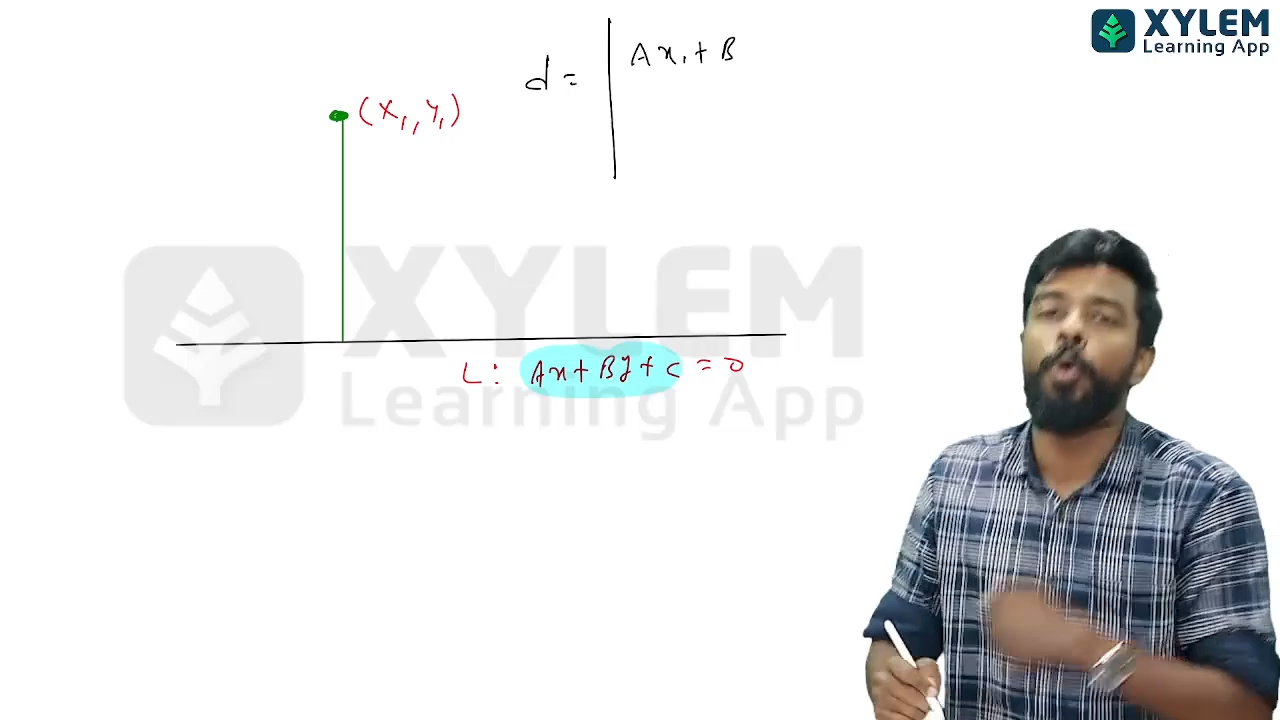 XYLEM
Learning App
d = | Ax₁ + B
(x₁, y₁)
XYLEM
L: Ax + By + c = 0
Learning App